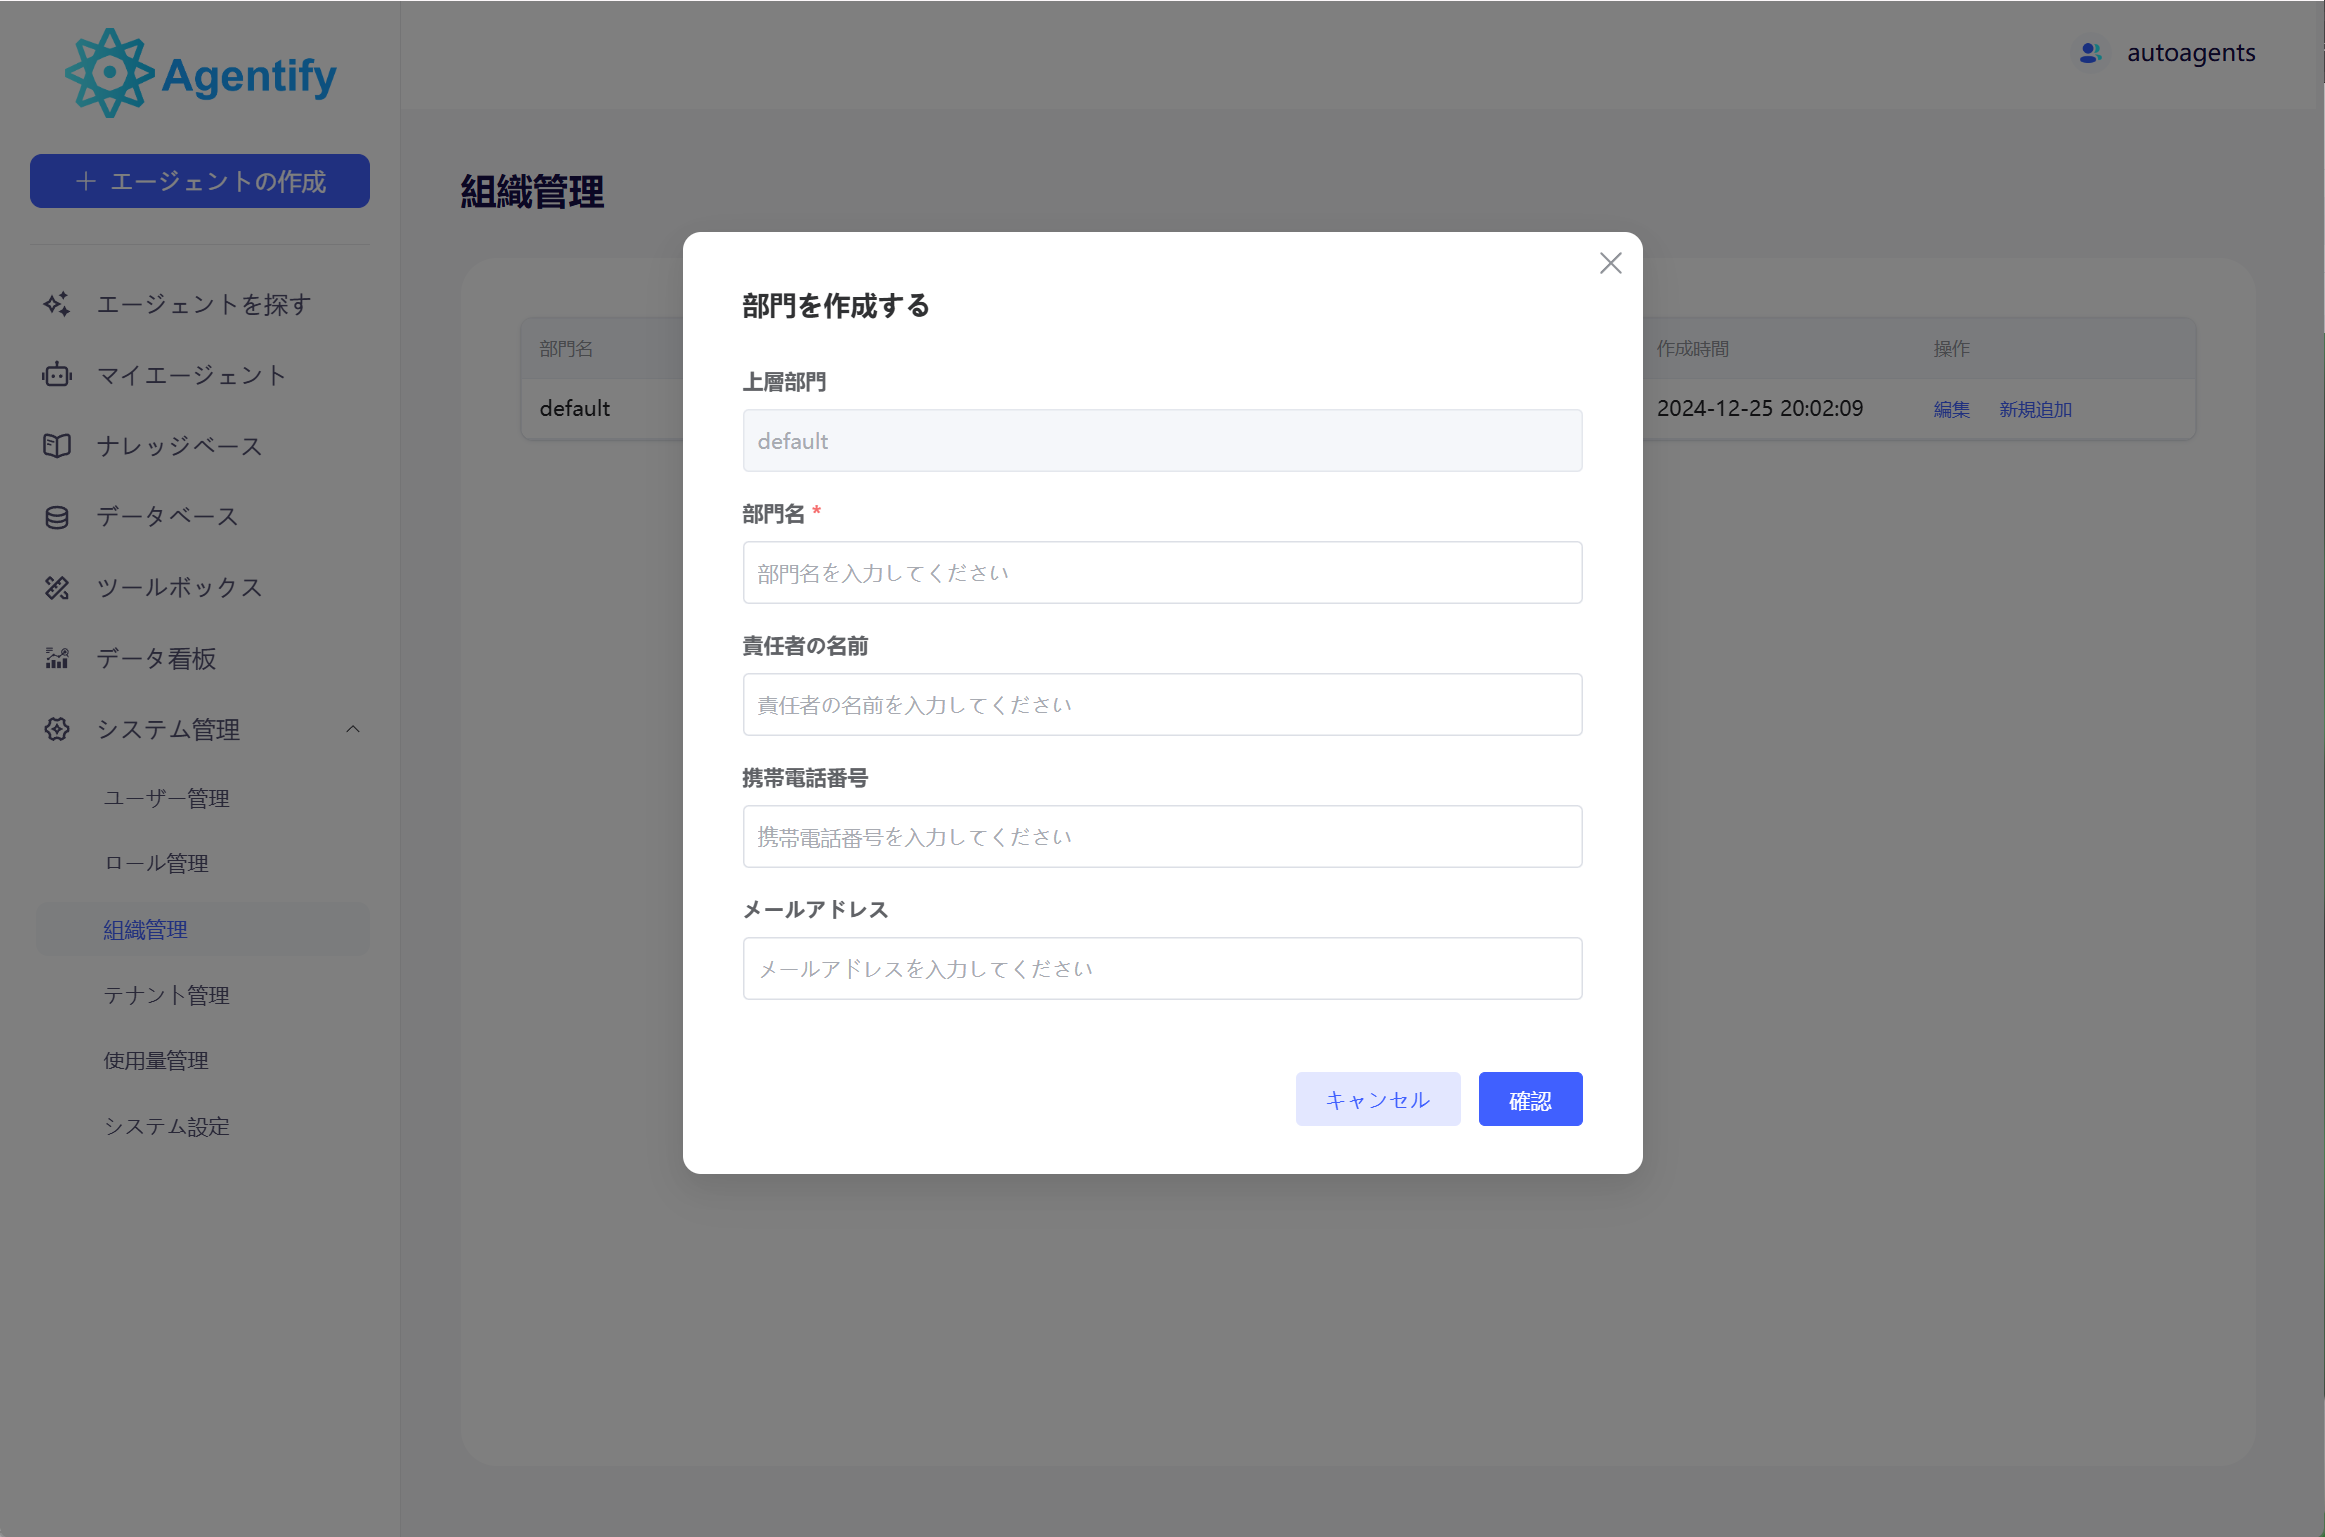 Agentify
autoagents
エージェントの作成
エージェントを探す
マイエージェント
ナレッジベース
データベース
ツールボックス
データ看板
システム管理
ユーザー管理
ロール管理
組織管理
テナント管理
使用量管理
システム設定
組織管理
部門名
作成時間
操作
default
2024-12-25 20:02:09
編集
新規追加
部門を作成する
上層部門
default
部門名 *
部門名を入力してください
責任者の名前
責任者の名前を入力してください
携帯電話番号
携帯電話番号を入力してください
メールアドレス
メールアドレスを入力してください
キャンセル
確認